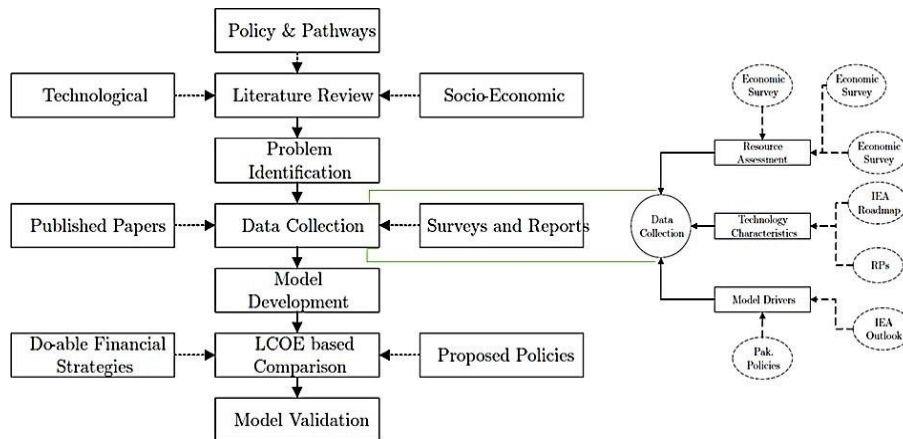 Policy & Pathways
Technological
Literature Review
Socio-Economic
Problem
Identification
Published Papers
Data Collection
Surveys and Reports
Model
Development
Do-able Financial
Strategies
LCOE based
Comparison
Proposed Policies
Model Validation
Economic
Survey
Economic
Survey
Resource
Assessment
Economic
Survey
Data
Collection
Technology
Characteristics
IEA
Roadmap
RPs
Model Drivers
IEA
Outlook
Pak.
Policies